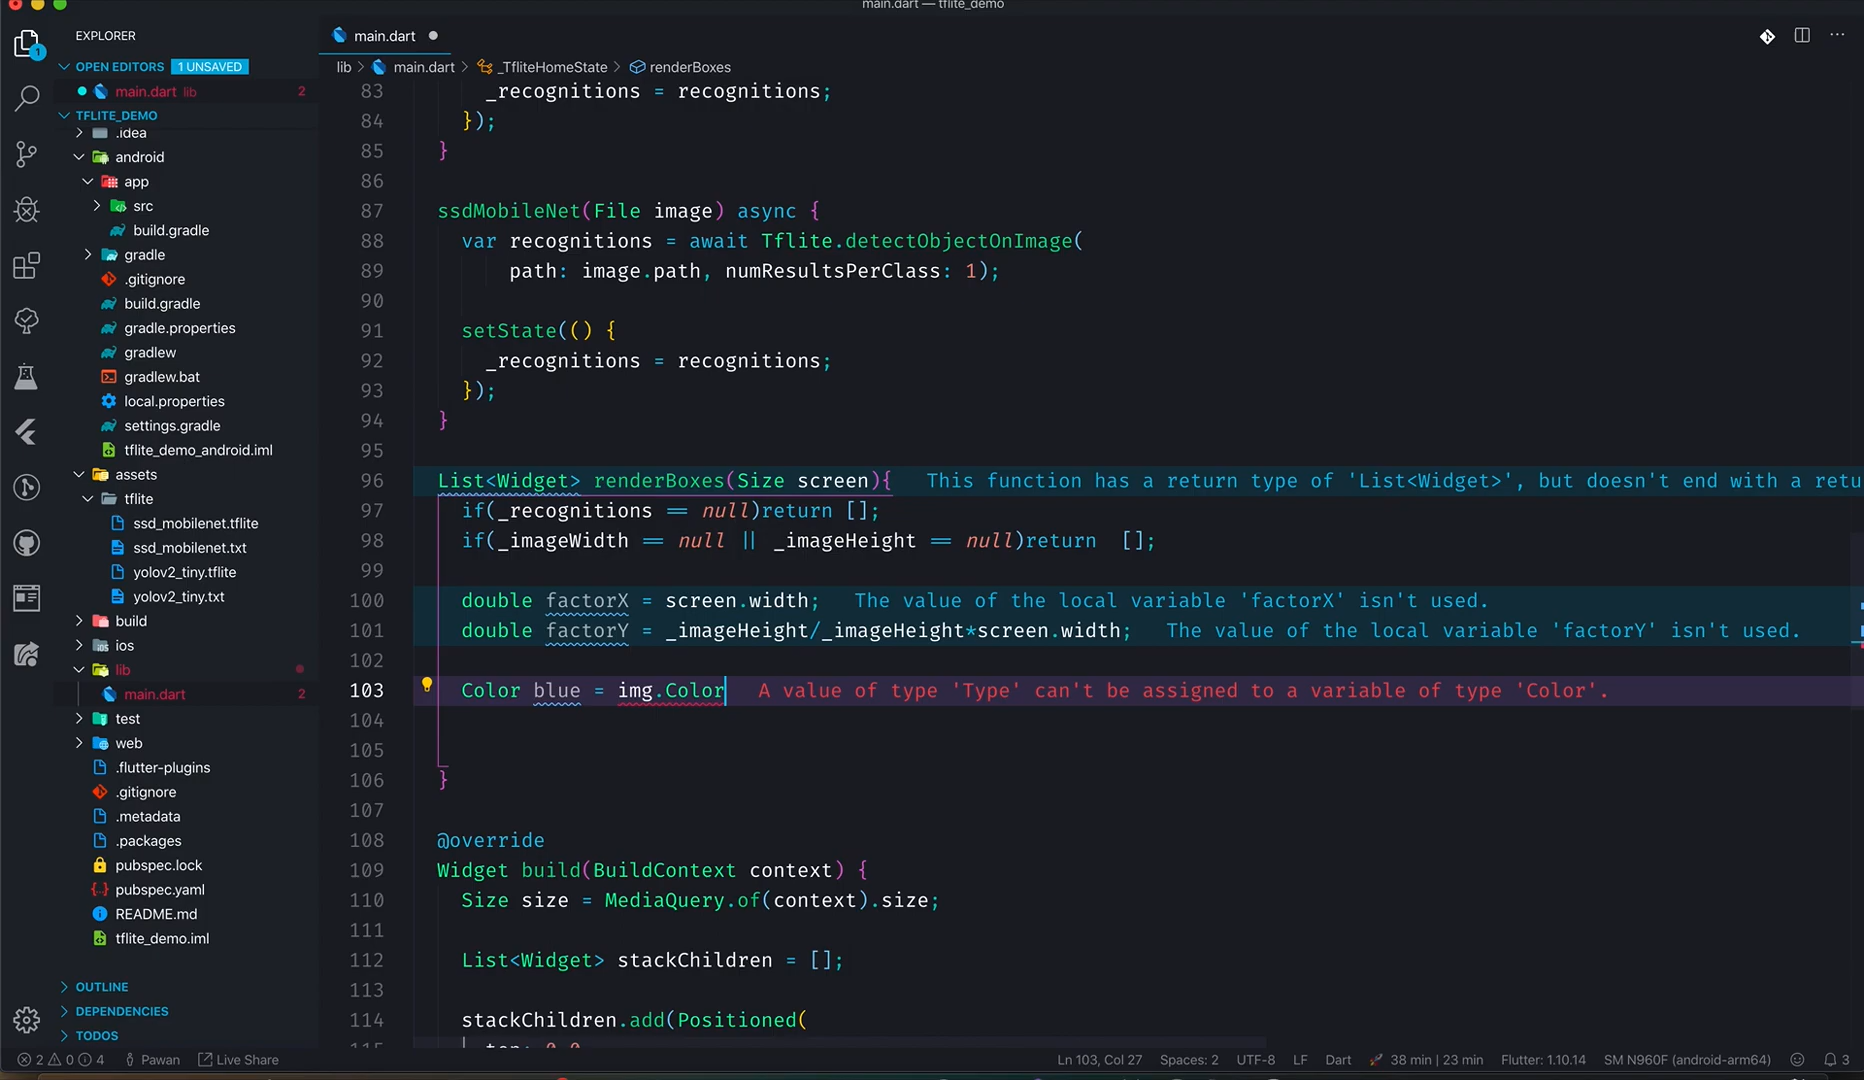 main.dart — tflite_demo
EXPLORER
OPEN EDITORS 1 UNSAVED
main.dart lib 2
TFLITE_DEMO
.idea
android
app
src
build.gradle
gradle
.gitignore
build.gradle
gradle.properties
gradlew
gradlew.bat
local.properties
settings.gradle
tflite_demo_android.iml
assets
tflite
ssd_mobilenet.tflite
ssd_mobilenet.txt
yolov2_tiny.tflite
yolov2_tiny.txt
build
ios
lib
main.dart 2
test
web
.flutter-plugins
.gitignore
.metadata
.packages
pubspec.lock
pubspec.yaml
README.md
tflite_demo.iml
OUTLINE
DEPENDENCIES
TODOS
main.dart
lib > main.dart > _TfliteHomeState > renderBoxes
83 _recognitions = recognitions;
84 });
85 }
86
87 ssdMobileNet(File image) async {
88 var recognitions = await Tflite.detectObjectOnImage(
89 path: image.path, numResultsPerClass: 1);
90
91 setState(() {
92 _recognitions = recognitions;
93 });
94 }
95
96 List<Widget> renderBoxes(Size screen){ This function has a return type of 'List<Widget>', but doesn't end with a retu
97 if(_recognitions == null)return [];
98 if(_imageWidth == null || _imageHeight == null)return [];
99
100 double factorX = screen.width; The value of the local variable 'factorX' isn't used.
101 double factorY = _imageHeight/_imageHeight*screen.width; The value of the local variable 'factorY' isn't used.
102
103 Color blue = img.Color A value of type 'Type' can't be assigned to a variable of type 'Color'.
104
105
106 }
107
108 @override
109 Widget build(BuildContext context) {
110 Size size = MediaQuery.of(context).size;
111
112 List<Widget> stackChildren = [];
113
114 stackChildren.add(Positioned(
2 0 4 Pawan Live Share Ln 103, Col 27 Spaces: 2 UTF-8 LF Dart 38 min | 23 min Flutter: 1.10.14 SM N960F (android-arm64) 3